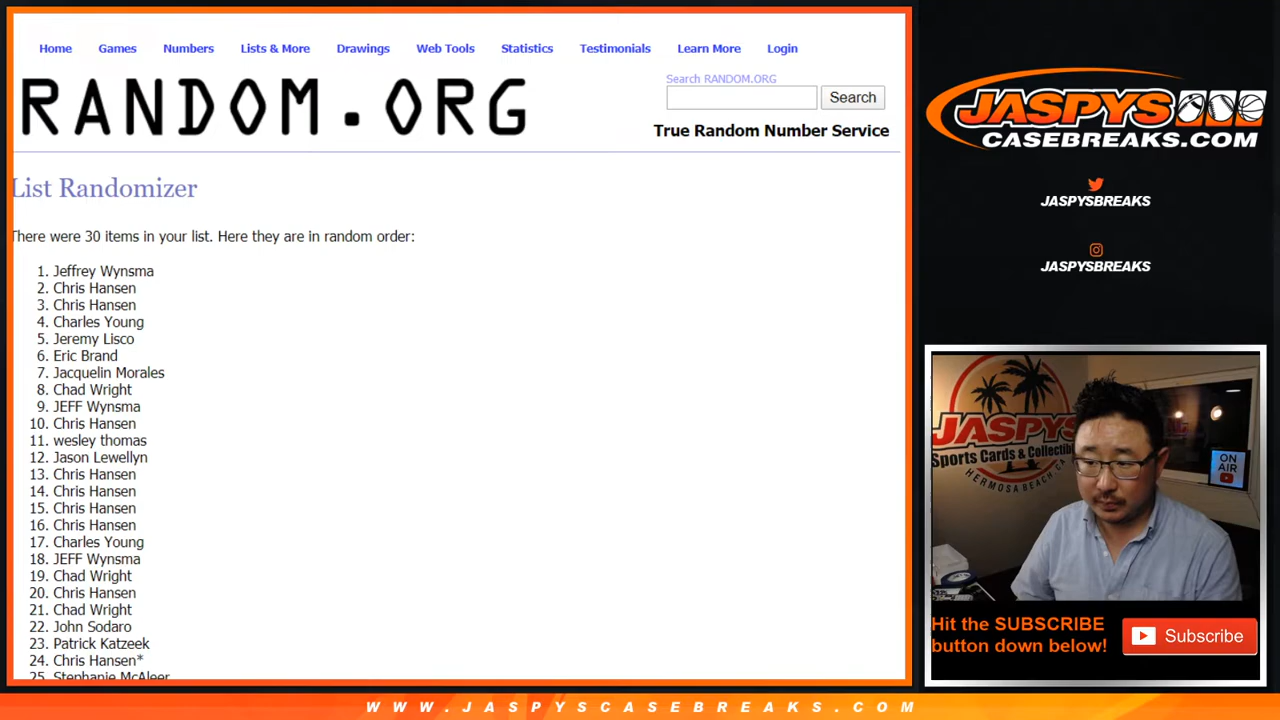 Home Games Numbers Lists & More Drawings Web Tools Statistics Testimonials Learn More Login
RANDOM.ORG
Search RANDOM.ORG
Search
True Random Number Service
List Randomizer
There were 30 items in your list. Here they are in random order:
1. Jeffrey Wynsma
2. Chris Hansen
3. Chris Hansen
4. Charles Young
5. Jeremy Lisco
6. Eric Brand
7. Jacquelin Morales
8. Chad Wright
9. JEFF Wynsma
10. Chris Hansen
11. wesley thomas
12. Jason Lewellyn
13. Chris Hansen
14. Chris Hansen
15. Chris Hansen
16. Chris Hansen
17. Charles Young
18. JEFF Wynsma
19. Chad Wright
20. Chris Hansen
21. Chad Wright
22. John Sodaro
23. Patrick Katzeek
24. Chris Hansen*
25. Stephanie McAleer
JASPYS
CASEBREAKS.COM
JASPYSBREAKS
JASPYSBREAKS
JASPYS
Sports Cards & Collectib
HERMOSA BEACH CA
ON
AIR
Hit the SUBSCRIBE
button down below!
Subscribe
WWW.JASPYSCASEBREAKS.COM